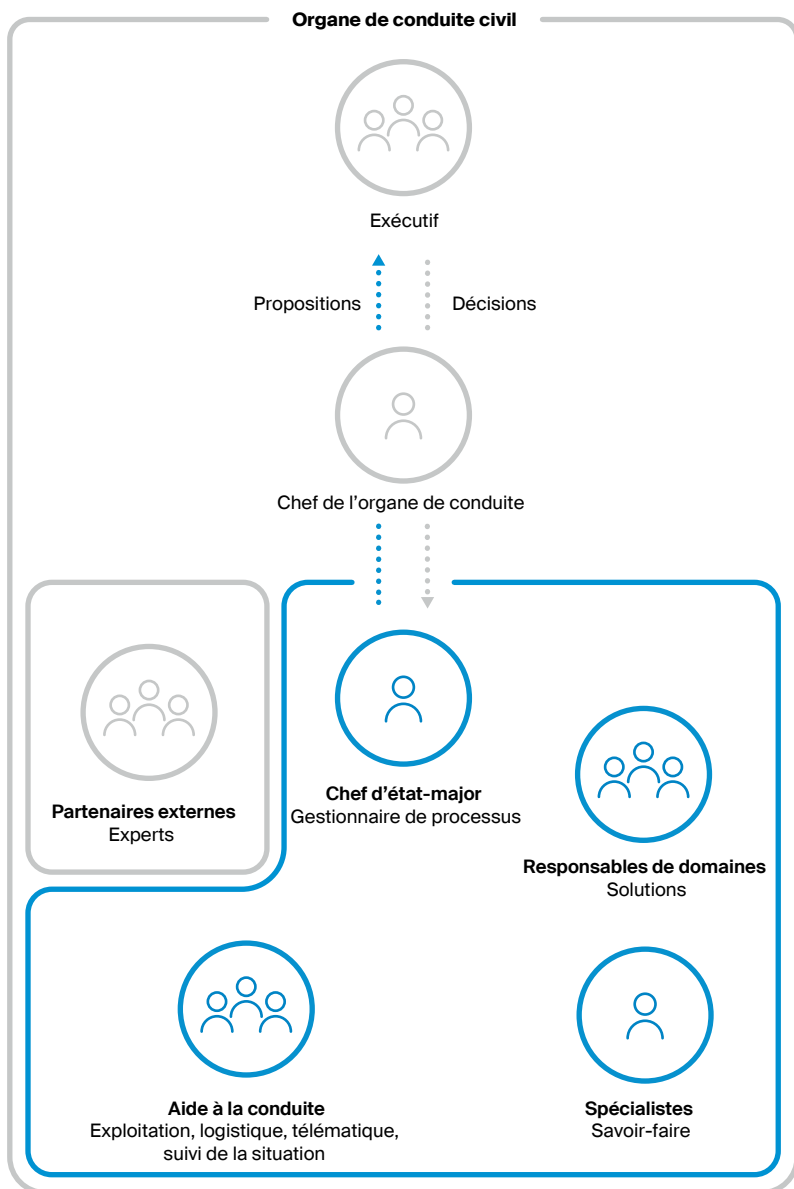 Organe de conduite civil
Exécutif
Propositions
Décisions
Chef de l’organe de conduite
Partenaires externes
Experts
Chef d’état-major
Gestionnaire de processus
Responsables de domaines
Solutions
Aide à la conduite
Exploitation, logistique, télématique,
suivi de la situation
Spécialistes
Savoir-faire